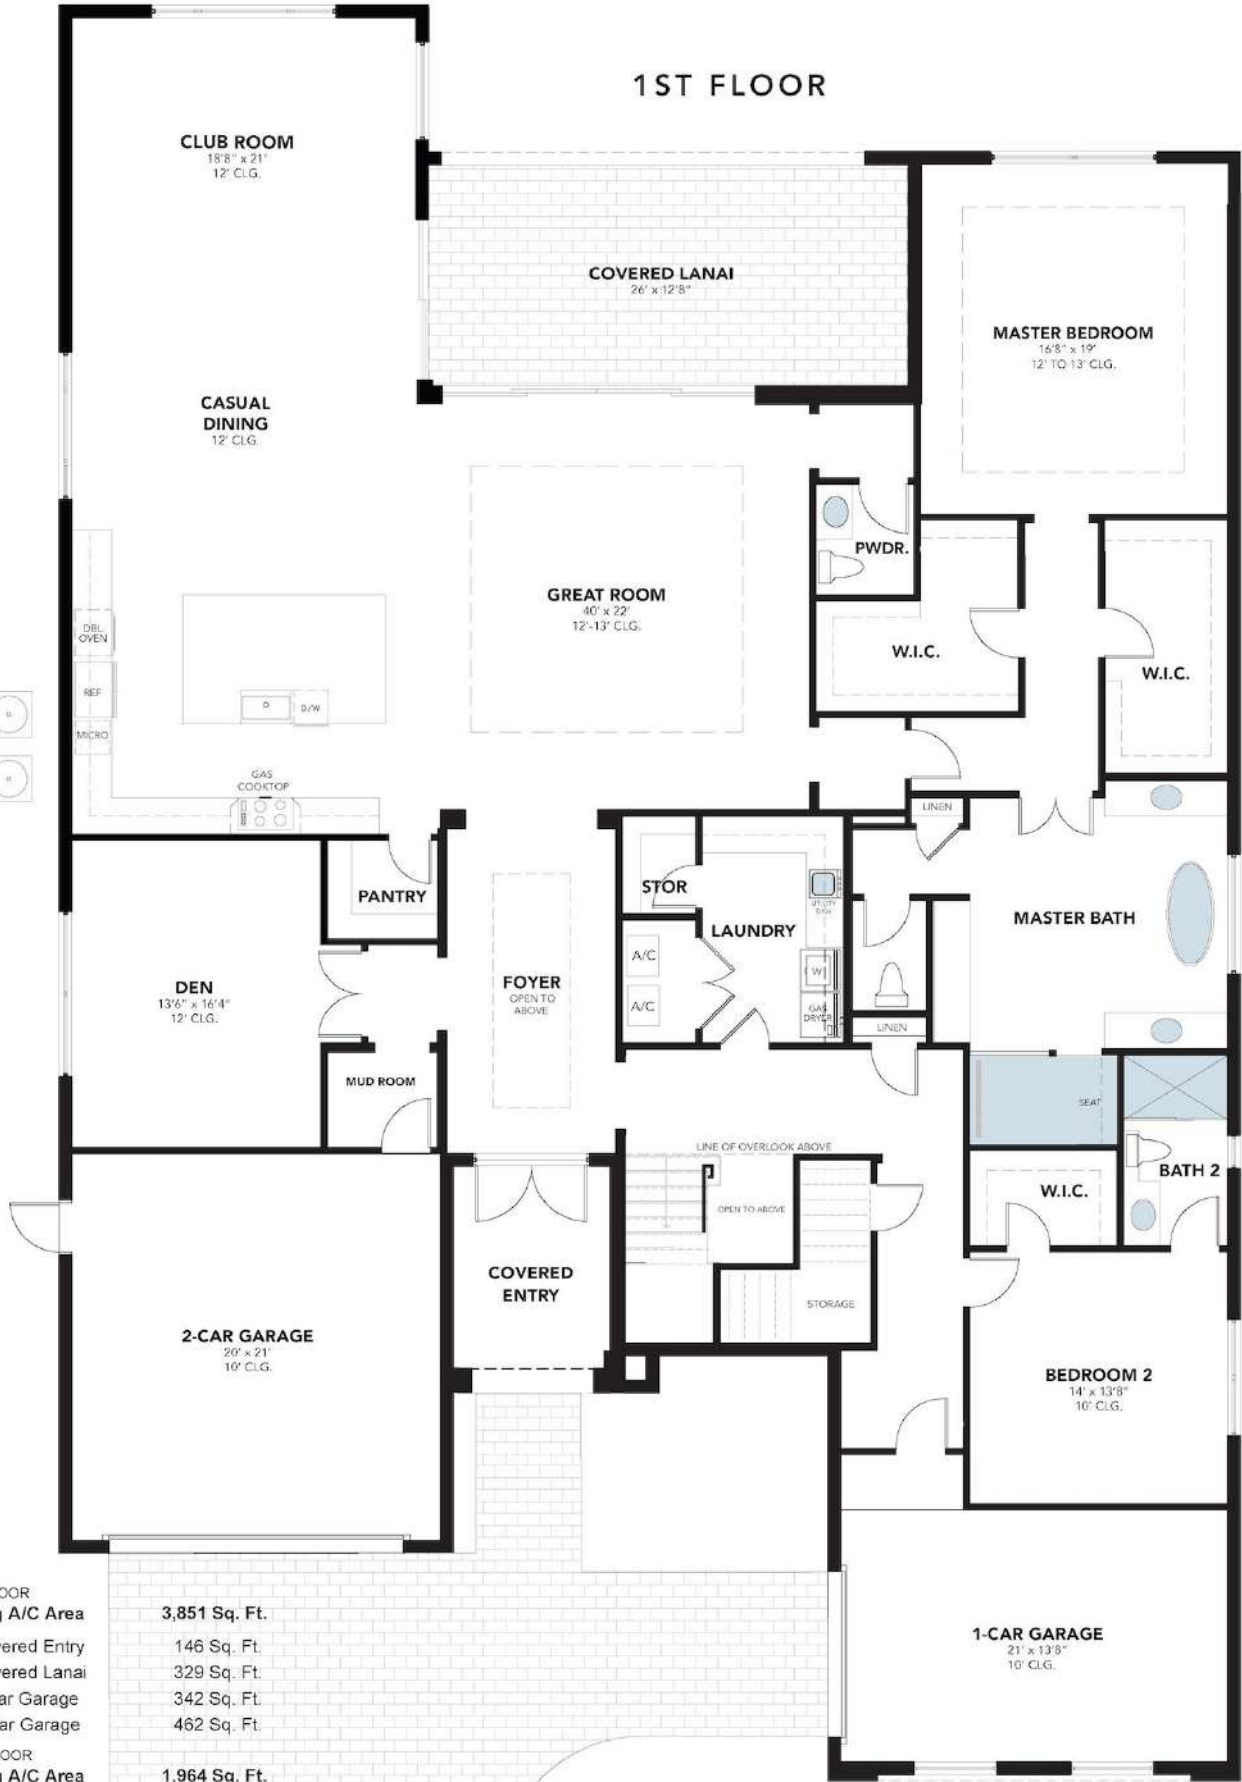 1ST FLOOR
CLUB ROOM
18'8" x 21'
12' CLG.
COVERED LANAI
26' x 12'8"
MASTER BEDROOM
16'8" x 19'
12' TO 13' CLG.
CASUAL
DINING
12' CLG.
PWDR.
GREAT ROOM
40' x 22'
12'-13' CLG.
DBL.
OVEN
REF
MICRO
D/W
GAS
COOKTOP
W.I.C.
W.I.C.
LINEN
PANTRY
STOR
LAUNDRY
UTILITY
SINK
MASTER BATH
A/C
A/C
W
GAS
DRYER
DEN
13'6" x 16'4"
12' CLG.
FOYER
OPEN TO
ABOVE
LINEN
MUD ROOM
SEAT
LINE OF OVERLOOK ABOVE
BATH 2
W.I.C.
OPEN TO ABOVE
COVERED
ENTRY
STORAGE
2-CAR GARAGE
20' x 21'
10' CLG.
BEDROOM 2
14' x 13'8"
10' CLG.
1-CAR GARAGE
21' x 13'8"
10' CLG.
OOR
A/C Area 3,851 Sq. Ft.
ered Entry 146 Sq. Ft.
ered Lanai 329 Sq. Ft.
ar Garage 342 Sq. Ft.
ar Garage 462 Sq. Ft.
OOR
A/C Area 1,964 Sq. Ft.